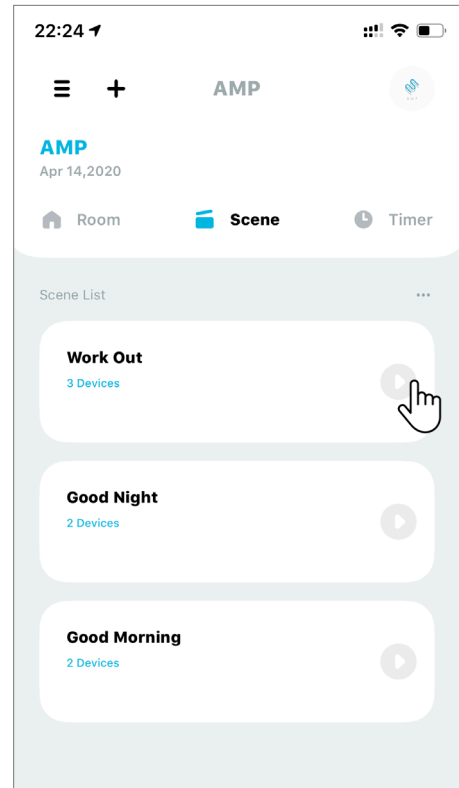 22:24
AMP
AMP
Apr 14,2020
Room Scene Timer
Scene List
Work Out
3 Devices
Good Night
2 Devices
Good Morning
2 Devices